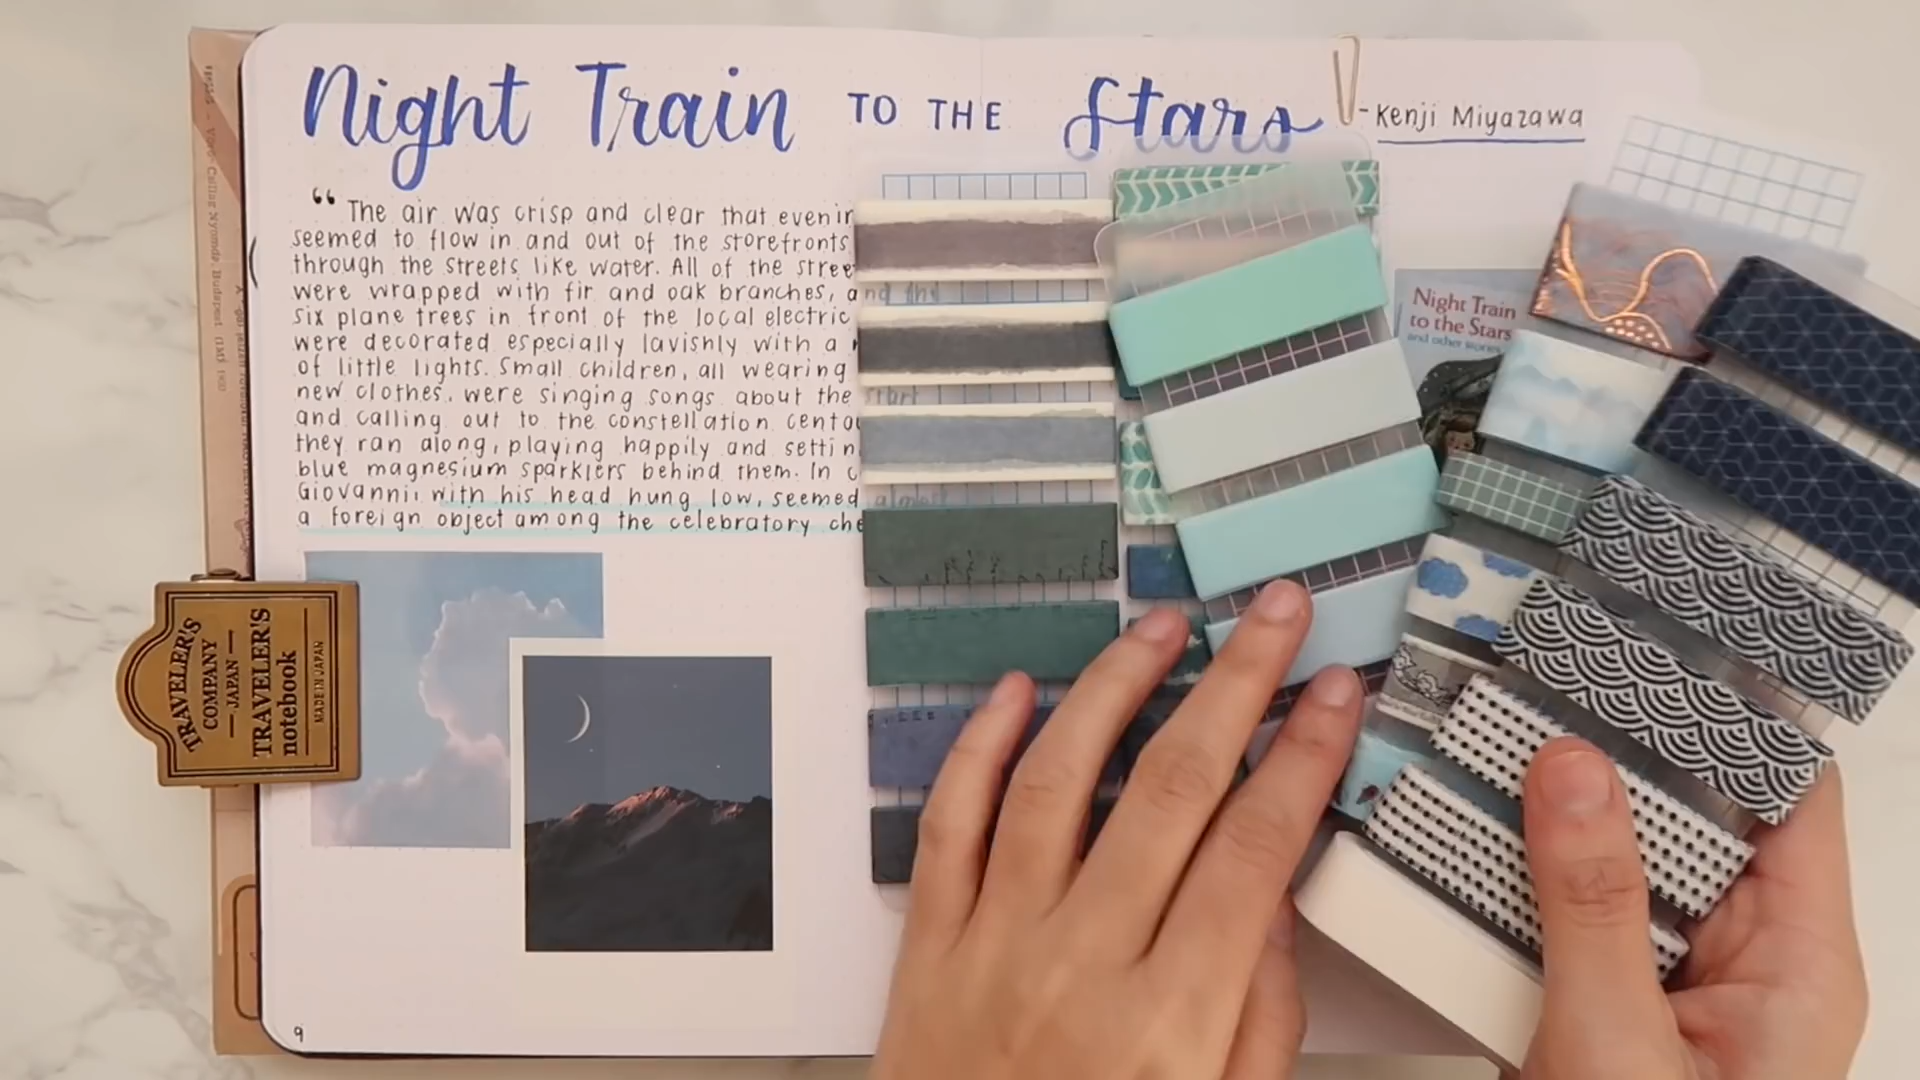 Night Train TO THE Stars
- Kenji Miyazawa
“ The air was crisp and clear that
seemed to flow in and out of the storefronts
through the streets like water. All of the
were wrapped with fir and oak branches, and the
six plane trees in front of the local electric
were decorated especially lavishly with a
of little lights. Small children, all wearing
new clothes, were singing songs about the start
and calling out to the constellation
they ran along, playing happily and
blue magnesium sparklers behind them. In
Giovanni, with his head hung low, seemed almost
a foreign object among the celebratory
Night Train
to the Stars
and other stories
TRAVELER'S
COMPANY
JAPAN
TRAVELER'S
notebook
MADE IN JAPAN
9